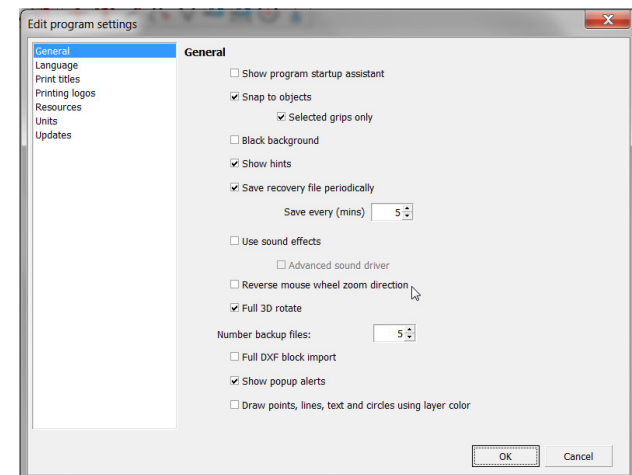 Edit program settings
General
Language
Print titles
Printing logos
Resources
Units
Updates
General
Show program startup assistant
Snap to objects
Selected grips only
Black background
Show hints
Save recovery file periodically
Save every (mins) 5
Use sound effects
Advanced sound driver
Reverse mouse wheel zoom direction
Full 3D rotate
Number backup files: 5
Full DXF block import
Show popup alerts
Draw points, lines, text and circles using layer color
OK Cancel